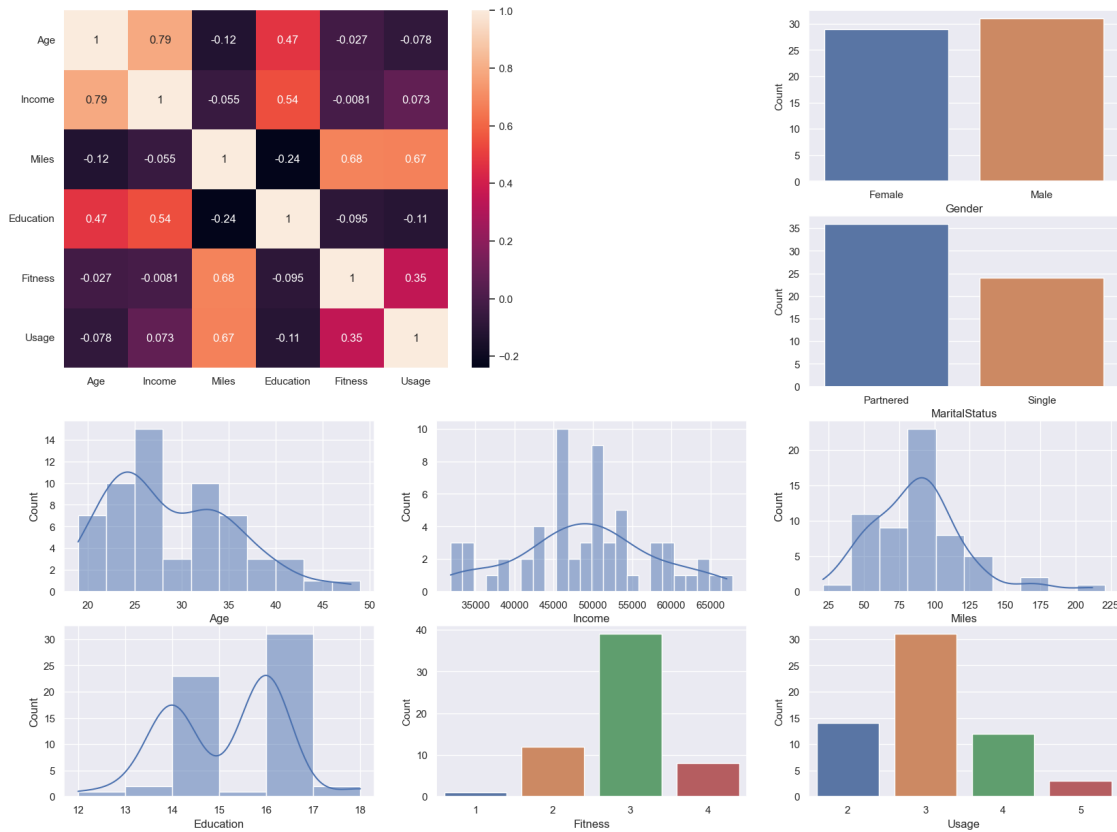 1.0
Age 1 0.79 -0.12 0.47 -0.027 -0.078
0.8
Income 0.79 1 -0.055 0.54 -0.0081 0.073
0.6
Miles -0.12 -0.055 1 -0.24 0.68 0.67
0.4
Education 0.47 0.54 -0.24 1 -0.095 -0.11
0.2
Fitness -0.027 -0.0081 0.68 -0.095 1 0.35
0.0
Usage -0.078 0.073 0.67 -0.11 0.35 1
−0.2
Age Income Miles Education Fitness Usage
30
25
20
15
10
5
0
Count
Female Male
Gender
35
30
25
20
15
10
5
0
Count
Partnered Single
MaritalStatus
14
12
10
8
6
4
2
0
Count
20 25 30 35 40 45 50
Age
10
8
6
4
2
0
Count
35000 40000 45000 50000 55000 60000 65000
Income
20
15
10
5
0
Count
25 50 75 100 125 150 175 200 225
Miles
30
25
20
15
10
5
0
Count
12 13 14 15 16 17 18
Education
40
30
20
10
0
Count
1 2 3 4
Fitness
30
25
20
15
10
5
0
Count
2 3 4 5
Usage